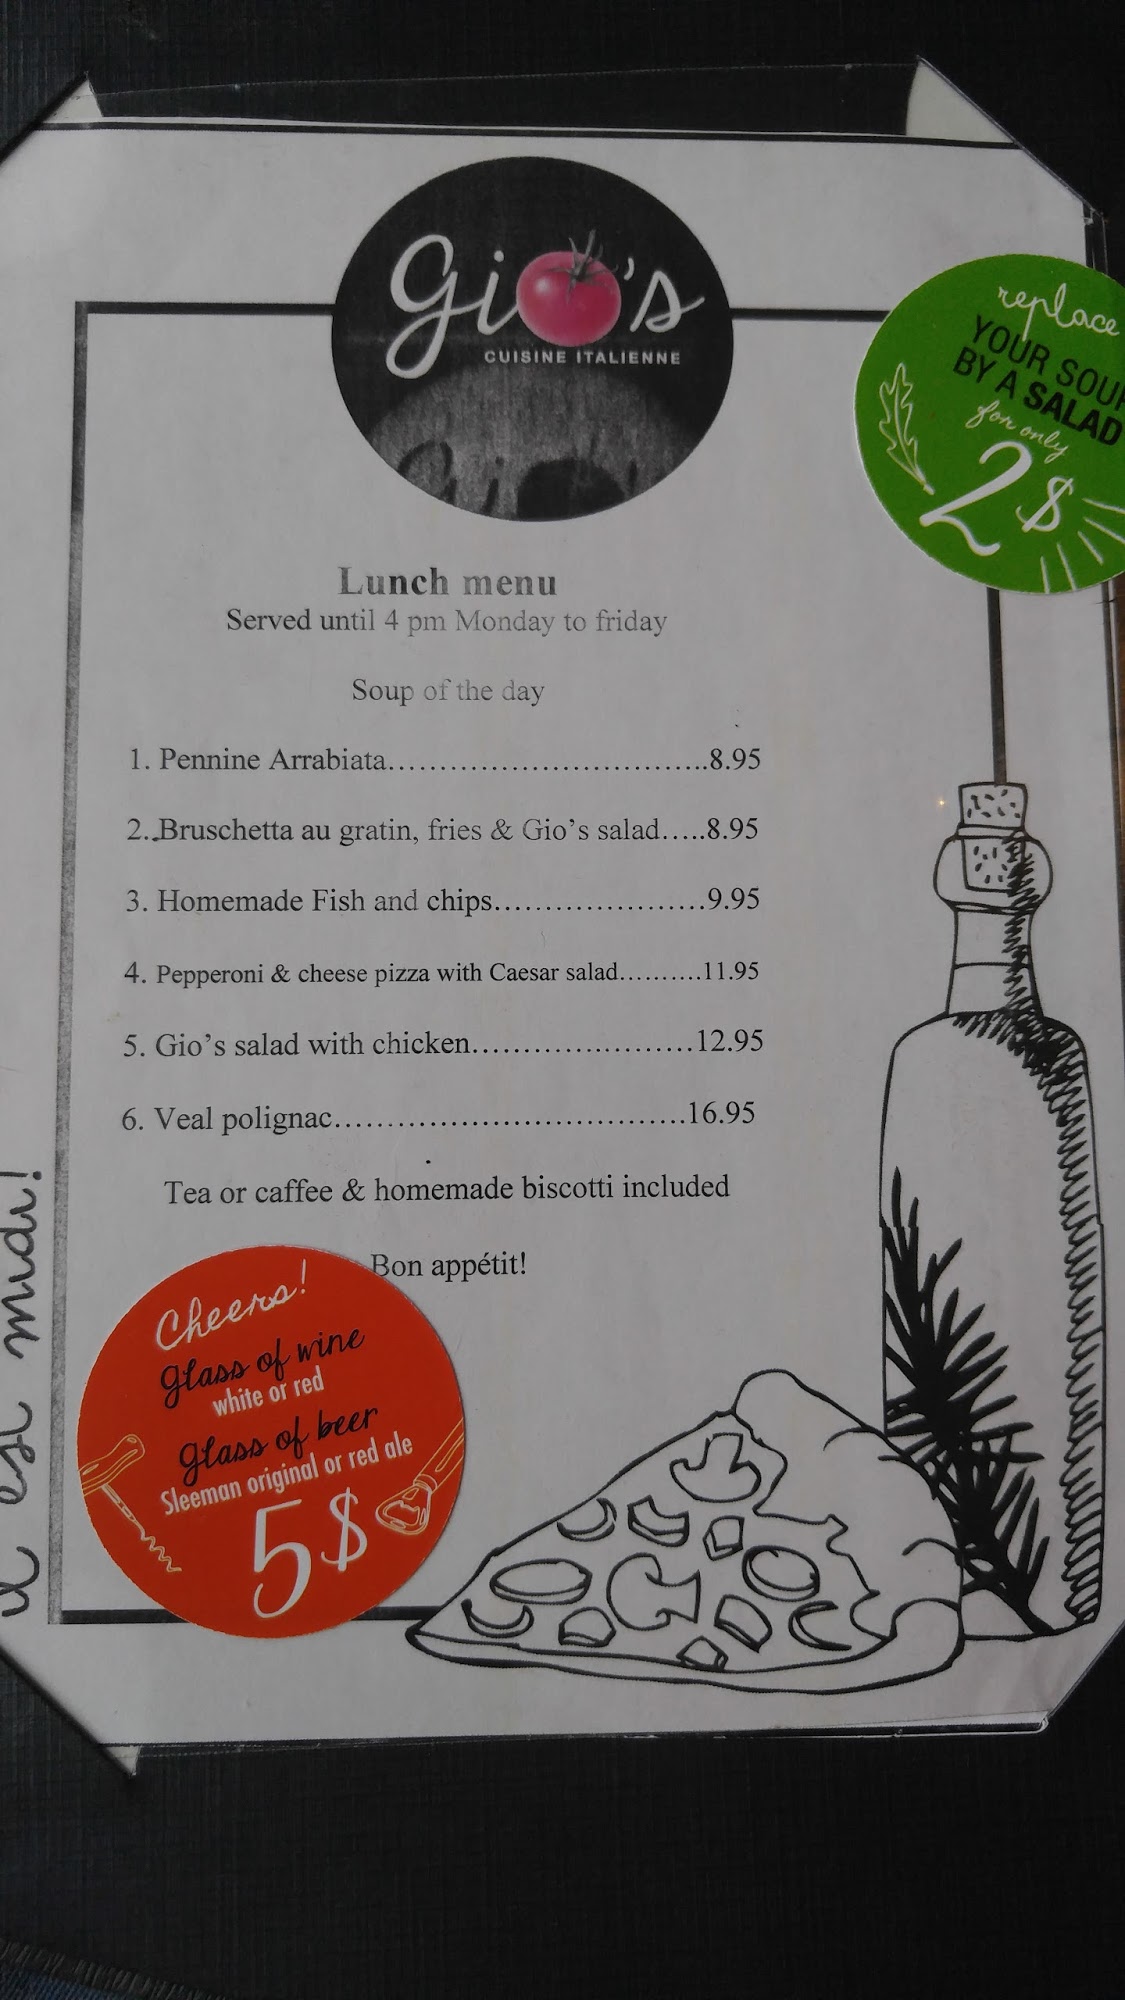 Gio's
CUISINE ITALIENNE
replace
YOUR SOUP
BY A SALAD
for only
2$
Lunch menu
Served until 4 pm Monday to friday
Soup of the day
1. Pennine Arrabiata..............................8.95
2..Bruschetta au gratin, fries & Gio's salad.....8.95
3. Homemade Fish and chips.....................9.95
4. Pepperoni & cheese pizza with Caesar salad..........11.95
5. Gio's salad with chicken......................12.95
6. Veal polignac..................................16.95
Tea or caffee & homemade biscotti included
Bon appétit!
Cheers!
Glass of wine
white or red
Glass of beer
Sleeman original or red ale
5$
est midi!